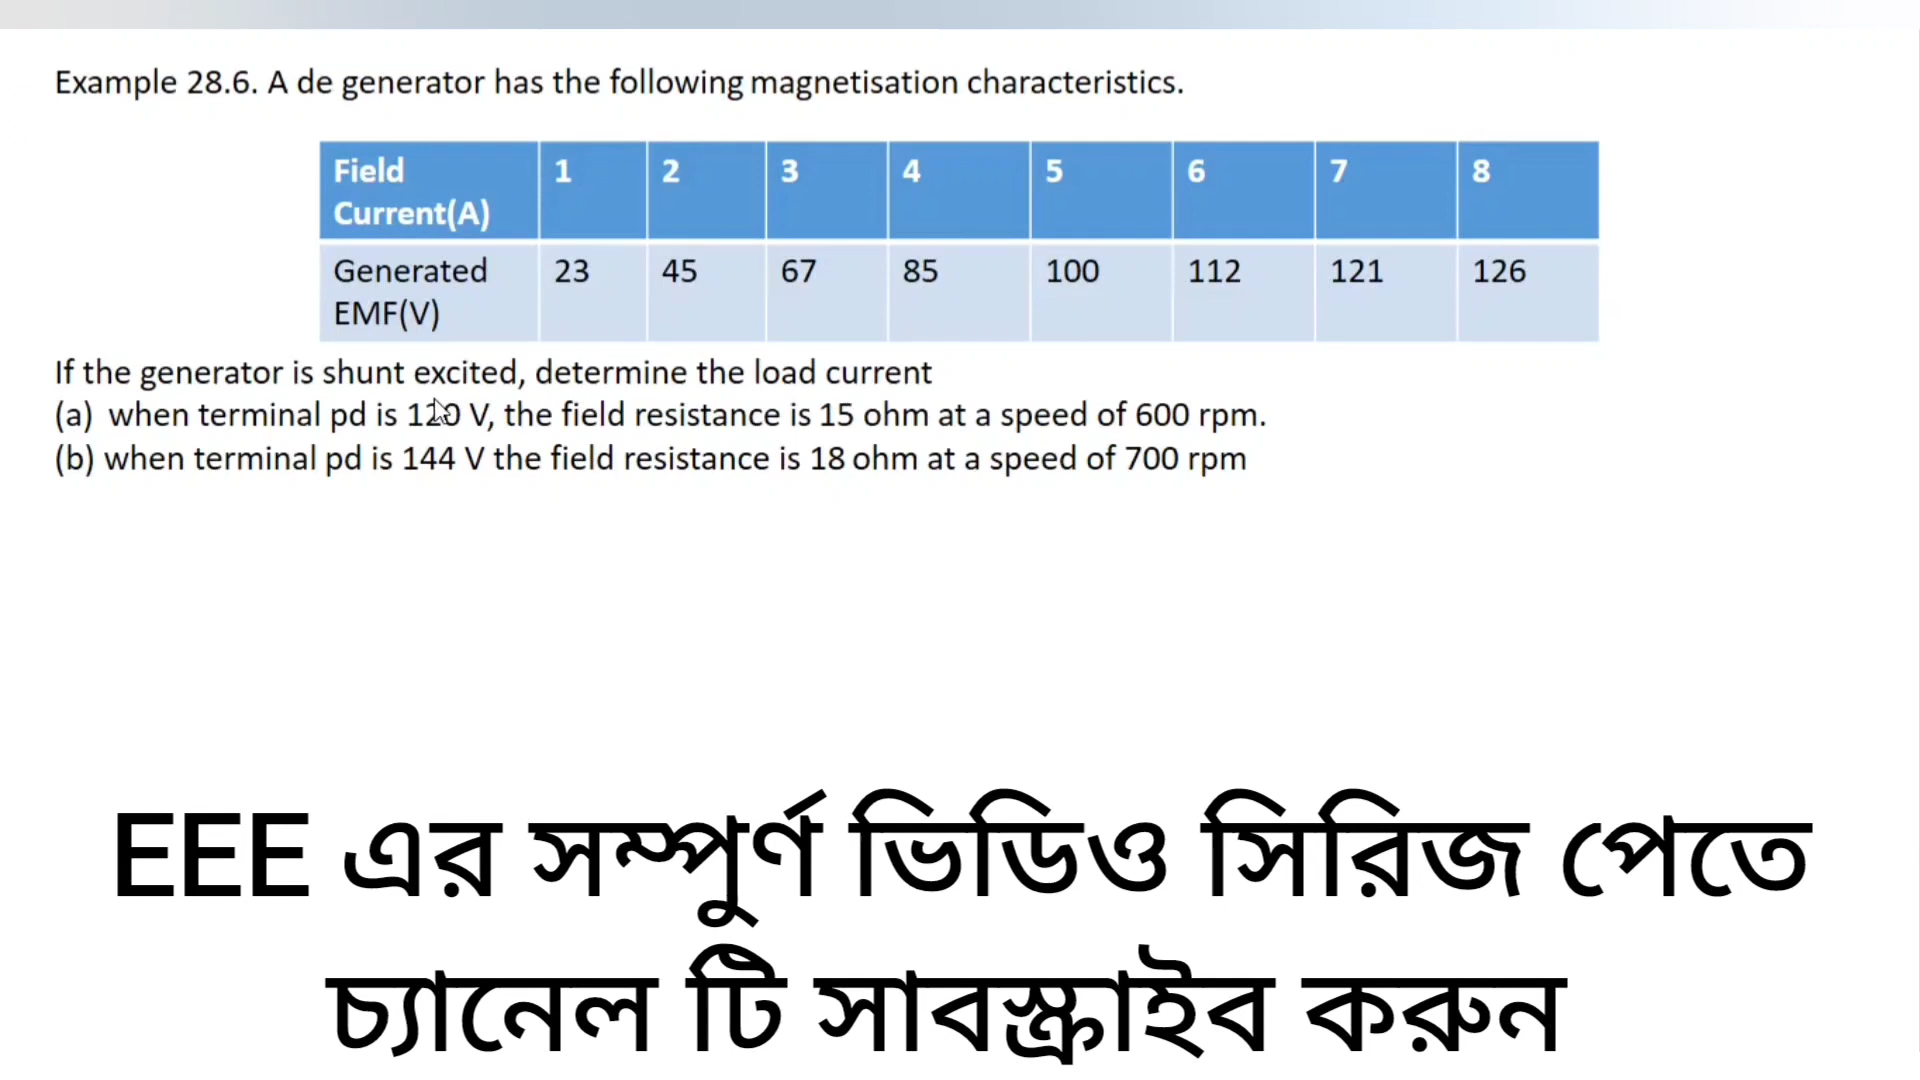 Example 28.6. A de generator has the following magnetisation characteristics.
Field Current(A) 1 2 3 4 5 6 7 8
Generated EMF(V) 23 45 67 85 100 112 121 126
If the generator is shunt excited, determine the load current
(a) when terminal pd is 120 V, the field resistance is 15 ohm at a speed of 600 rpm.
(b) when terminal pd is 144 V the field resistance is 18 ohm at a speed of 700 rpm
EEE এর সম্পুর্ণ ভিডিও সিরিজ পেতে
চ্যানেল টি সাবস্ক্রাইব করুন